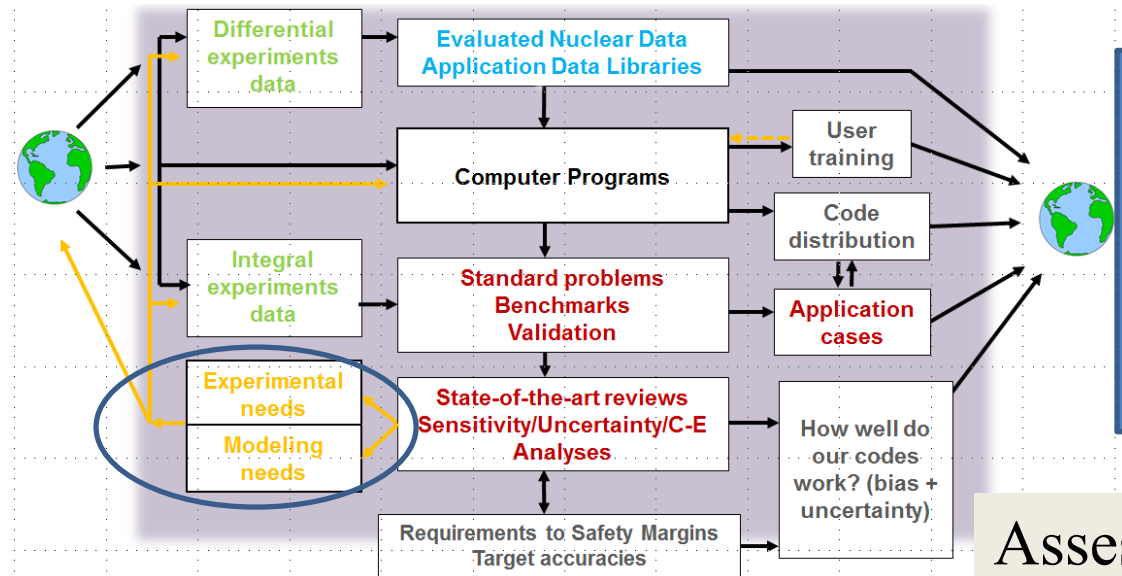 Differential
experiments
data
Evaluated Nuclear Data
Application Data Libraries
User
training
Computer Programs
Code
distribution
Integral
experiments
data
Standard problems
Benchmarks
Validation
Application
cases
Experimental
needs
Modeling
needs
State-of-the-art reviews
Sensitivity/Uncertainty/C-E
Analyses
How well do
our codes
work? (bias +
uncertainty)
Requirements to Safety Margins
Target accuracies
Asses